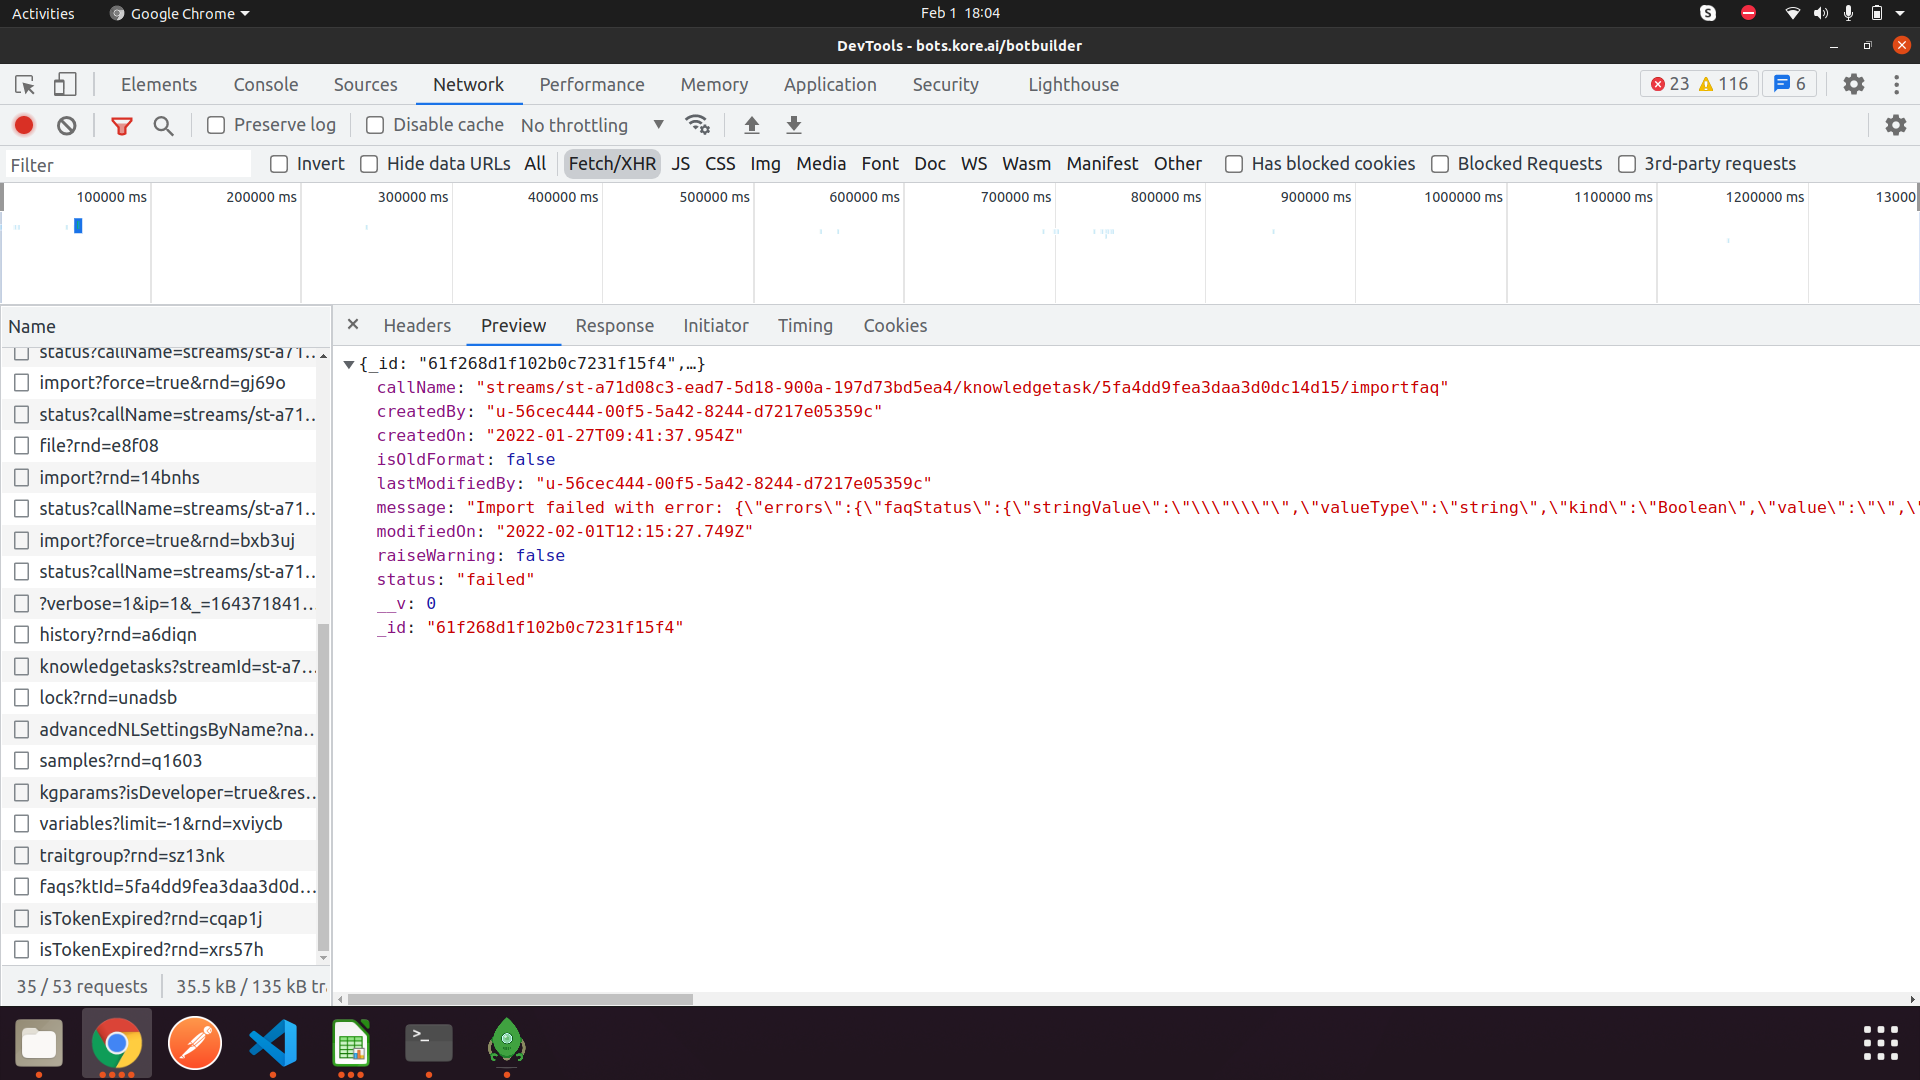 Activities
Google Chrome
Feb 1 18:04
DevTools - bots.kore.ai/botbuilder
Elements
Console
Sources
Network
Performance
Memory
Application
Security
Lighthouse
23
116
6
Preserve log
Disable cache
No throttling
Filter
Invert
Hide data URLs
All
Fetch/XHR
JS
CSS
Img
Media
Font
Doc
WS
Wasm
Manifest
Other
Has blocked cookies
Blocked Requests
3rd-party requests
100000 ms
200000 ms
300000 ms
400000 ms
500000 ms
600000 ms
700000 ms
800000 ms
900000 ms
1000000 ms
1100000 ms
1200000 ms
13000
Name
status?callName=streams/st-a71...
import?force=true&rnd=gj69o
status?callName=streams/st-a71...
file?rnd=e8f08
import?rnd=14bnhs
status?callName=streams/st-a71...
import?force=true&rnd=bxb3uj
status?callName=streams/st-a71...
?verbose=1&ip=1&_=164371841...
history?rnd=a6diqn
knowledgetasks?streamId=st-a7...
lock?rnd=unadsb
advancedNLSettingsByName?na...
samples?rnd=q1603
kgparams?isDeveloper=true&res...
variables?limit=-1&rnd=xviycb
traitgroup?rnd=sz13nk
faqs?ktId=5fa4dd9fea3daa3d0d...
isTokenExpired?rnd=cqap1j
isTokenExpired?rnd=xrs57h
35 / 53 requests
35.5 kB / 135 kB tr
Headers
Preview
Response
Initiator
Timing
Cookies
{_id: "61f268d1f102b0c7231f15f4",…}
callName: "streams/st-a71d08c3-ead7-5d18-900a-197d73bd5ea4/knowledgetask/5fa4dd9fea3daa3d0dc14d15/importfaq"
createdBy: "u-56cec444-00f5-5a42-8244-d7217e05359c"
createdOn: "2022-01-27T09:41:37.954Z"
isOldFormat: false
lastModifiedBy: "u-56cec444-00f5-5a42-8244-d7217e05359c"
message: "Import failed with error: {\"errors\":{\"faqStatus\":{\"stringValue\":\"\\\"\\\"\",\"valueType\":\"string\",\"kind\":\"Boolean\",\"value\":\"\",\"
modifiedOn: "2022-02-01T12:15:27.749Z"
raiseWarning: false
status: "failed"
__v: 0
_id: "61f268d1f102b0c7231f15f4"